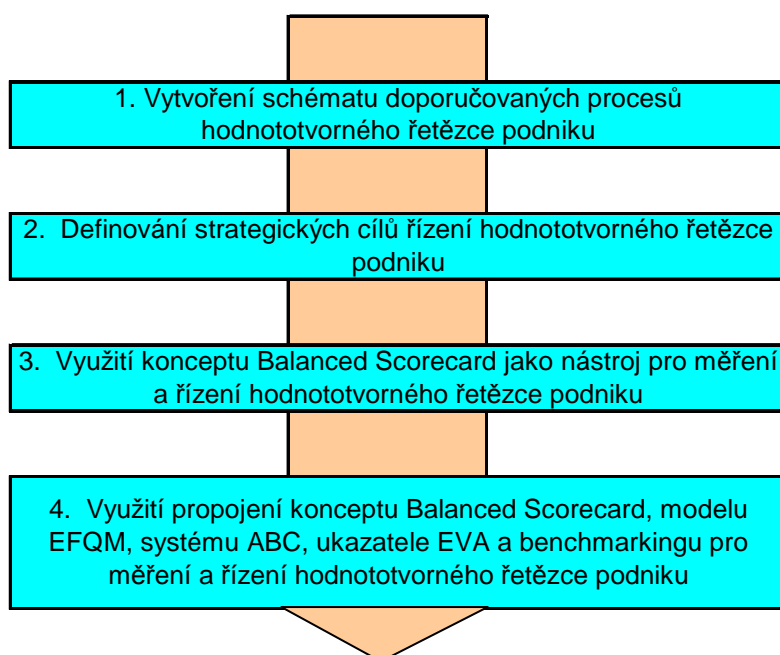 1. Vytvoření schématu doporučovaných procesů
hodnototvorného řetězce podniku
2. Definování strategických cílů řízení hodnototvorného řetězce
podniku
3. Využití konceptu Balanced Scorecard jako nástroj pro měření
a řízení hodnototvorného řetězce podniku
4. Využití propojení konceptu Balanced Scorecard, modelu
EFQM, systému ABC, ukazatele EVA a benchmarkingu pro
měření a řízení hodnototvorného řetězce podniku